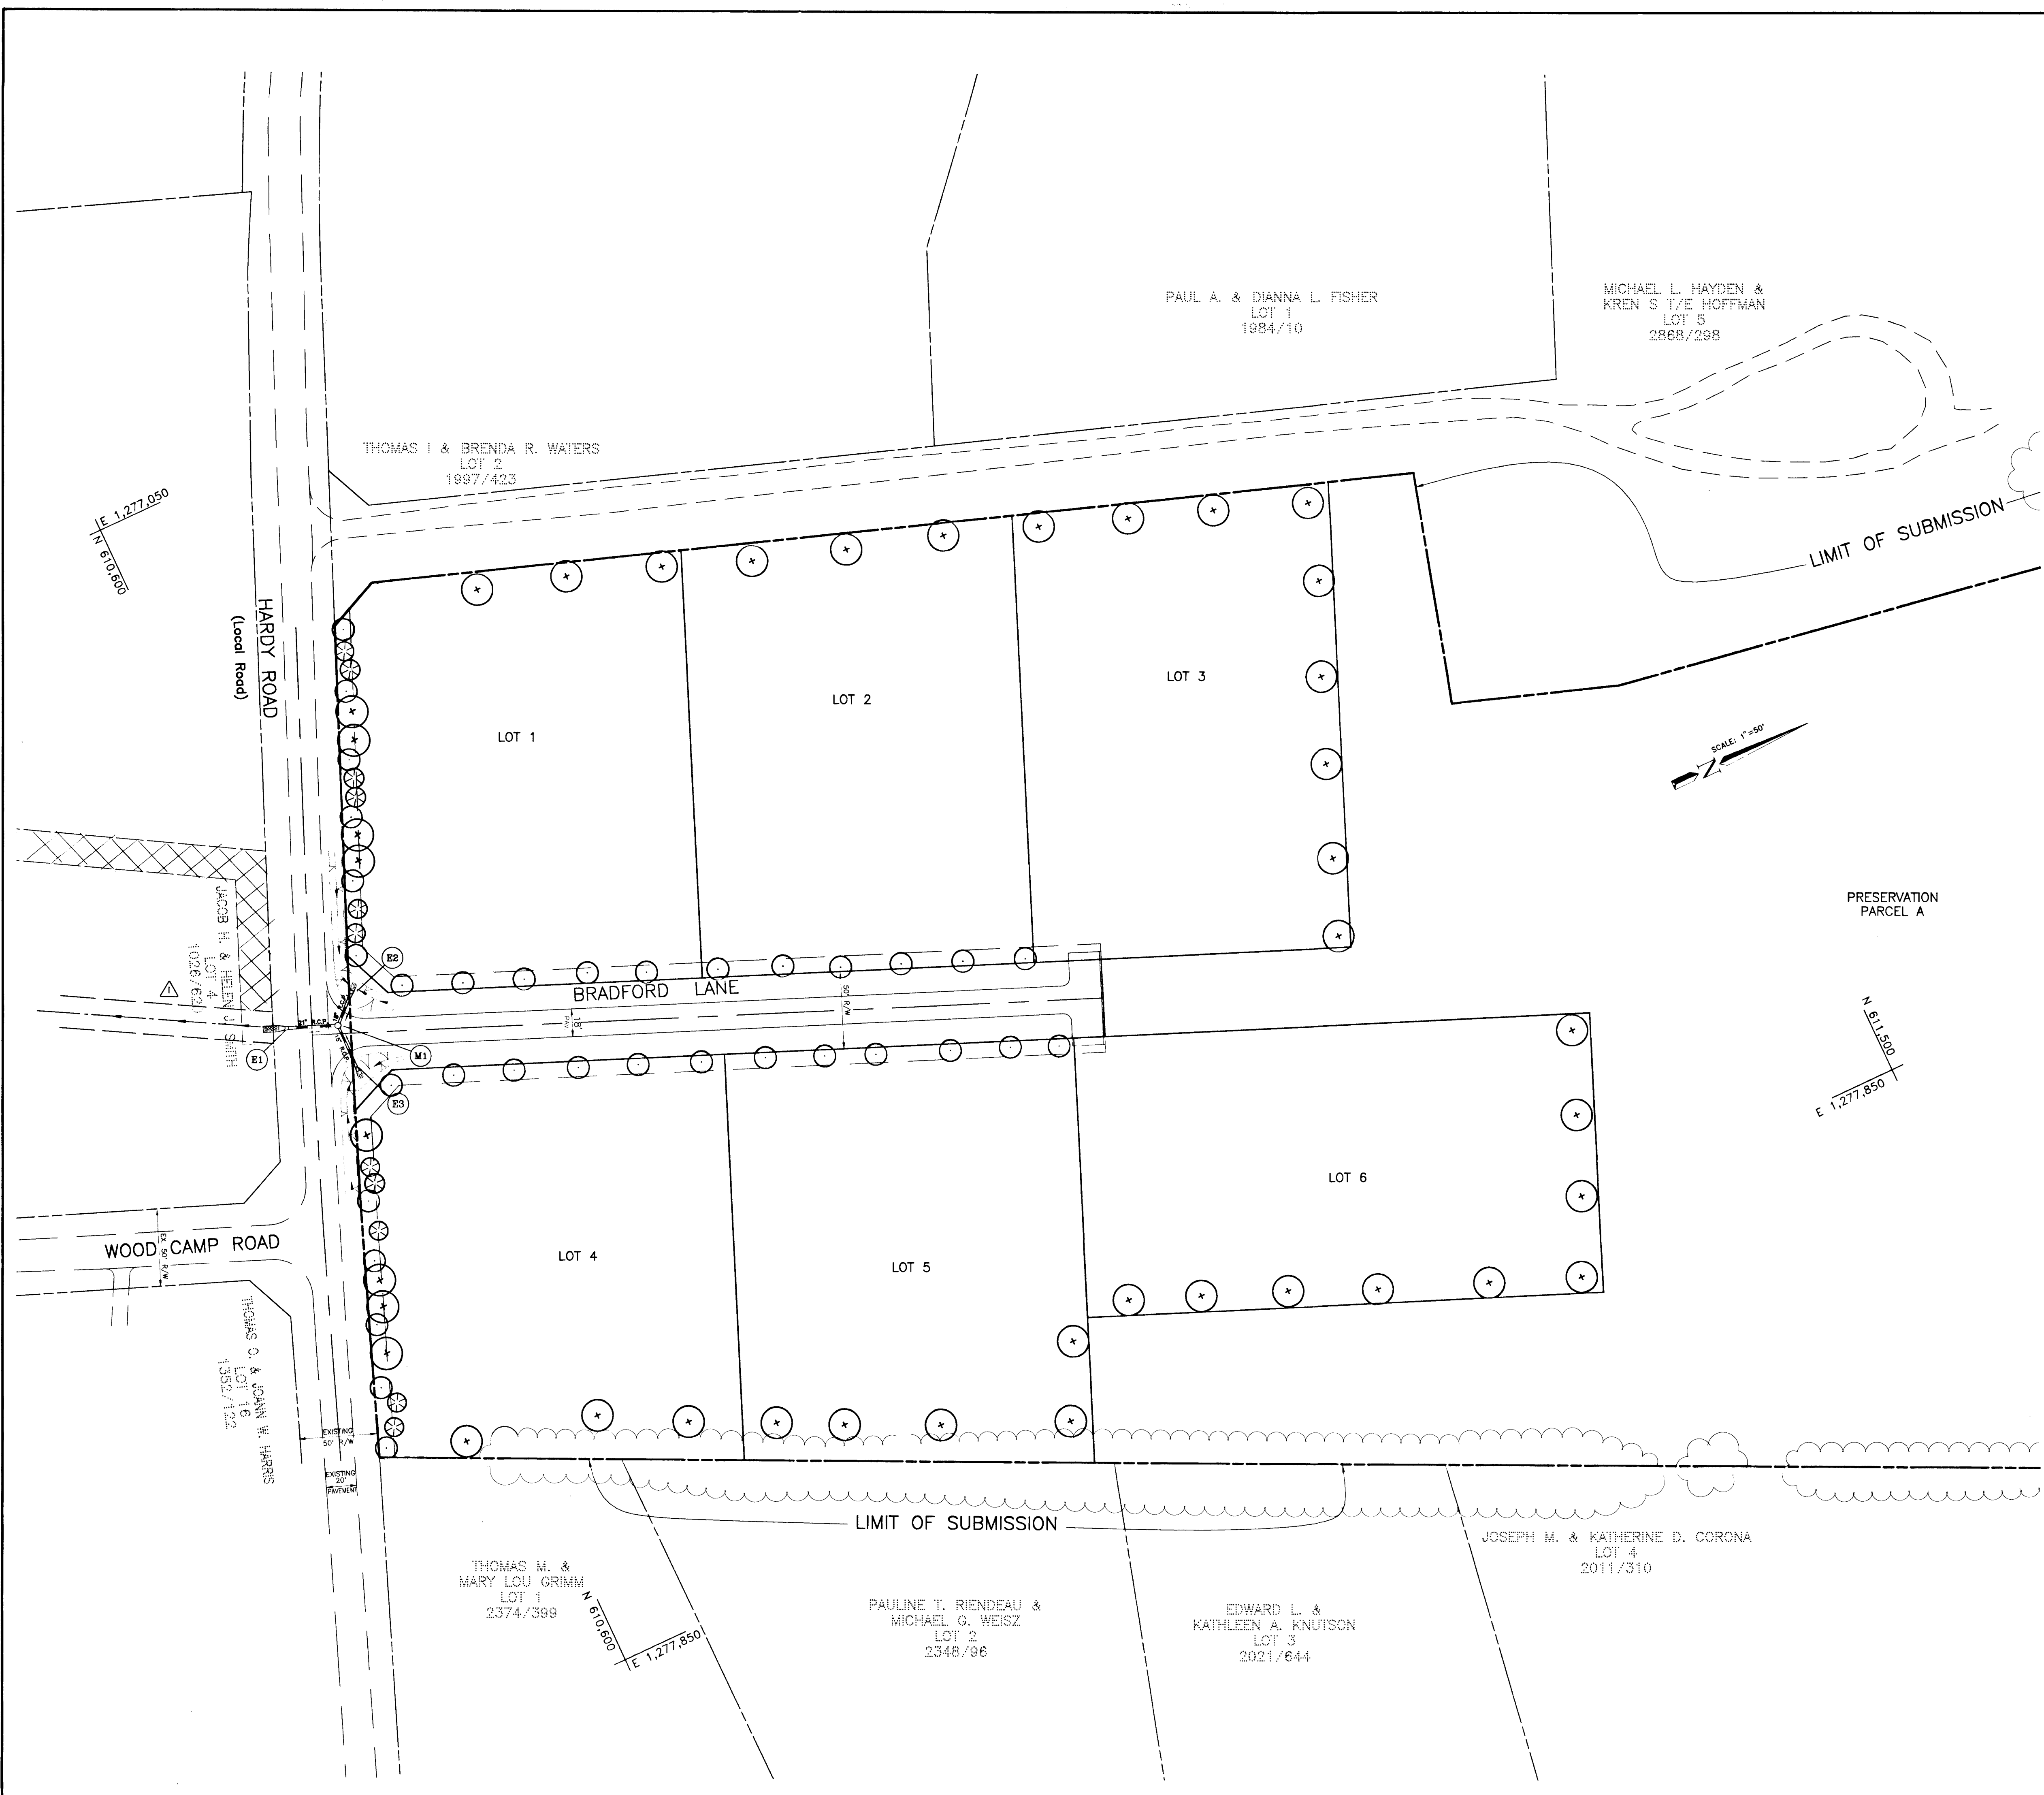 PAUL A. & DIANNA L. FISHER
LOT 1
1984/10
MICHAEL L. HAYDEN &
KREN S T/E HOFFMAN
LOT 5
2868/298
THOMAS I & BRENDA R. WATERS
LOT 2
1997/423
E 1,277,050
N 610,600
LIMIT OF SUBMISSION
HARDY ROAD
(Local Road)
LOT 1
LOT 2
LOT 3
SCALE: 1"=50'
N
PRESERVATION
PARCEL A
JACOB H. & HELEN J. SMITH
LOT 4
1026/620
1
E2
BRADFORD LANE
18'
PAV.
50' R/W
R.C.P.
15" R.C.P.
E1
M1
E3
N 611,500
E 1,277,850
WOOD CAMP ROAD
EX. 50' R/W
LOT 4
LOT 5
LOT 6
THOMAS O. & JOANN W. HARRIS
LOT 16
1352/122
EXISTING
50' R/W
EXISTING
20'
PAVEMENT
LIMIT OF SUBMISSION
THOMAS M. &
MARY LOU GRIMM
LOT 1
2374/399
N 610,600
E 1,277,850
PAULINE T. RIENDEAU &
MICHAEL G. WEISZ
LOT 2
2348/96
EDWARD L. &
KATHLEEN A. KNUTSON
LOT 3
2021/644
JOSEPH M. & KATHERINE D. CORONA
LOT 4
2011/310